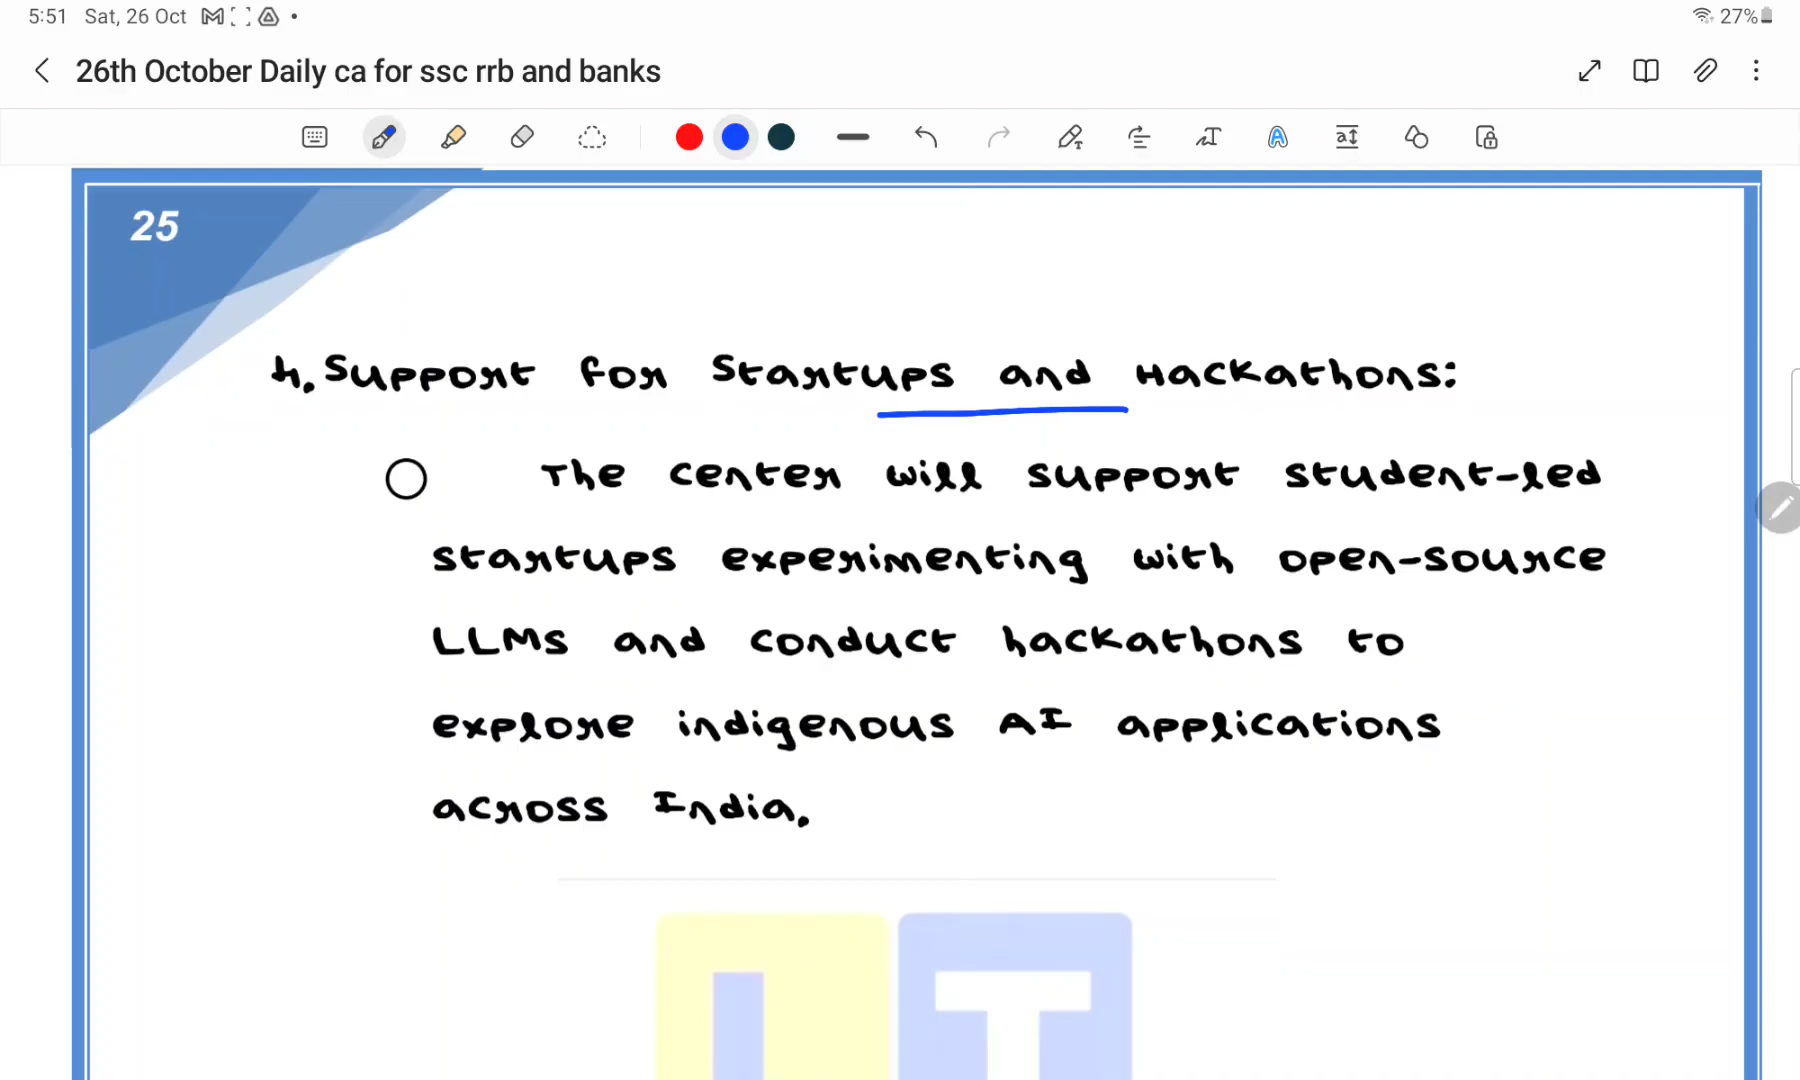 5:51 Sat, 26 Oct
27%
26th October Daily ca for ssc rrb and banks
25
4. Support for Startups and Hackathons:
The center will support student-led
startups experimenting with open-source
LLMs and conduct hackathons to
explore indigenous AI applications
across India.
I T